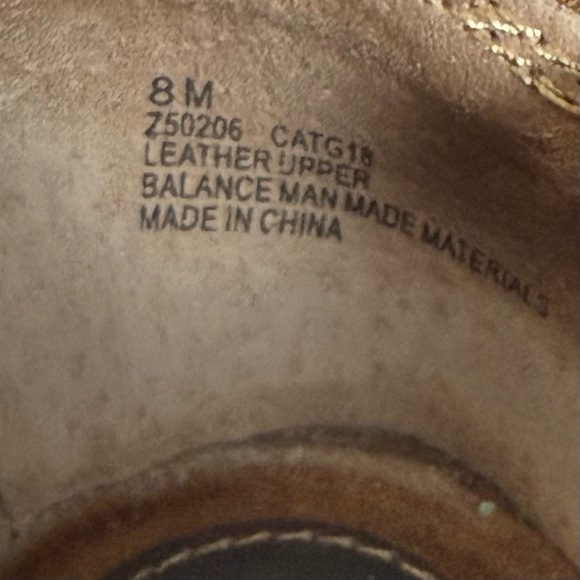 8 M
Z50206 CATG18
LEATHER UPPER
BALANCE MAN MADE MATERIALS
MADE IN CHINA